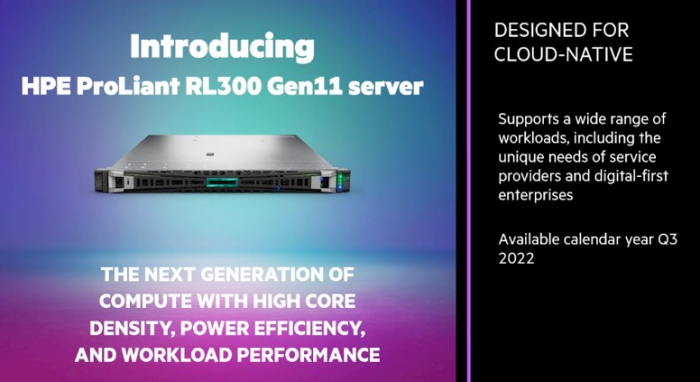 Introducing
HPE ProLiant RL300 Gen11 server
THE NEXT GENERATION OF
COMPUTE WITH HIGH CORE
DENSITY, POWER EFFICIENCY,
AND WORKLOAD PERFORMANCE
DESIGNED FOR
CLOUD-NATIVE
Supports a wide range of
workloads, including the
unique needs of service
providers and digital-first
enterprises
Available calendar year Q3
2022